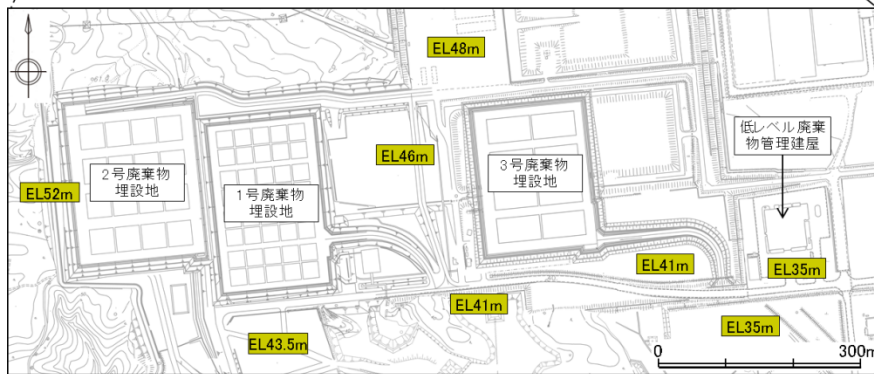 EL48m
低レベル廃棄
物管理建屋
2号廃棄物
埋設地
EL46m
3号廃棄物
埋設地
EL52m
1号廃棄物
埋設地
EL41m
EL35m
EL41m
EL43.5m
EL35m
0 300m